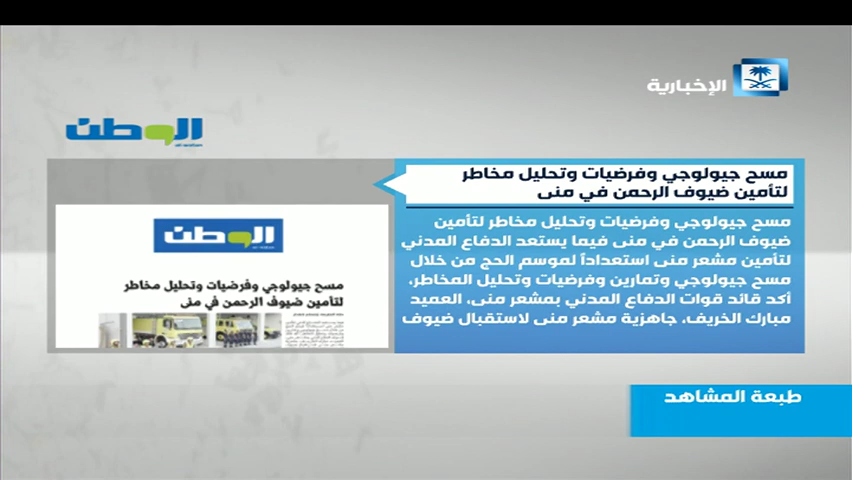 الإخبارية
الوطن
مسح جيولوجي وفرضيات وتحليل مخاطر
لتأمين ضيوف الرحمن في منى
مسح جيولوجي وفرضيات وتحليل مخاطر لتأمين
ضيوف الرحمن في منى فيما يستعد الدفاع المدني
لتأمين مشعر منى استعداداً لموسم الحج من خلال
مسح جيولوجي وتمارين وفرضيات وتحليل المخاطر،
أكد قائد قوات الدفاع المدني بمشعر منى، العميد
مبارك الخريف، جاهزية مشعر منى لاستقبال ضيوف
الوطن
مسح جيولوجي وفرضيات وتحليل مخاطر
لتأمين ضيوف الرحمن في منى
طبعة المشاهد